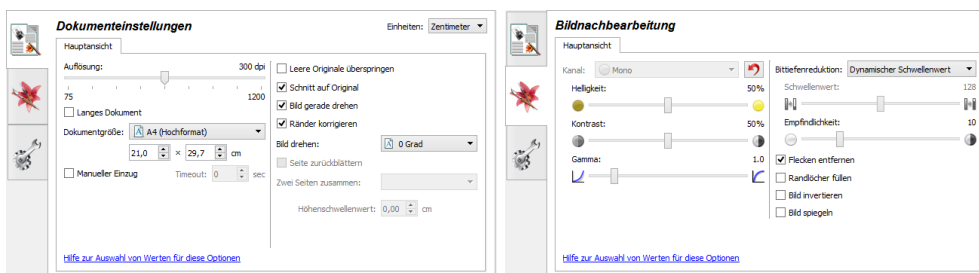 Dokumenteinstellungen
Einheiten: Zentimeter
Hauptansicht
Auflösung: 300 dpi
75 1200
Langes Dokument
Dokumentgröße: A4 (Hochformat)
21,0 × 29,7 cm
Manueller Einzug Timeout: 0 sec
Leere Originale überspringen
Schnitt auf Original
Bild gerade drehen
Ränder korrigieren
Bild drehen: 0 Grad
Seite zurückblättern
Zwei Seiten zusammen:
Höhenschwellenwert: 0,00 cm
Hilfe zur Auswahl von Werten für diese Optionen
Bildnachbearbeitung
Hauptansicht
Kanal: Mono
Helligkeit: 50%
Kontrast: 50%
Gamma: 1.0
Bittiefenreduktion: Dynamischer Schwellenwert
Schwellenwert: 128
Empfindlichkeit: 10
Flecken entfernen
Randlöcher füllen
Bild invertieren
Bild spiegeln
Hilfe zur Auswahl von Werten für diese Optionen